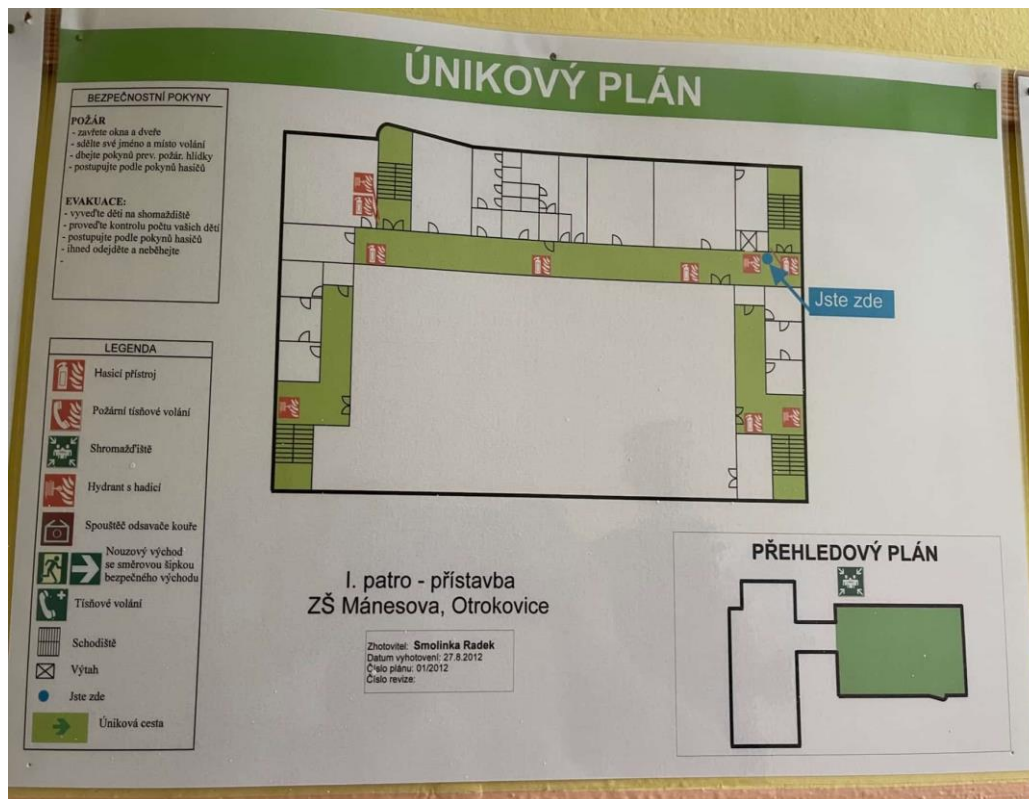 ÚNIKOVÝ PLÁN
BEZPEČNOSTNÍ POKYNY
POŽÁR
- zavřete okna a dveře
- sdělte své jméno a místo volání
- dbejte pokynů prev. požár. hlídky
- postupujte podle pokynů hasičů
EVAKUACE:
- vyveďte děti na shomaždiště
- proveďte kontrolu počtu vašich dětí
- postupujte podle pokynů hasičů
- ihned odejděte a neběhejte
-
Jste zde
LEGENDA
Hasicí přístroj
Požární tísňové volání
Shromažďiště
Hydrant s hadicí
Spouštěč odsavače kouře
Nouzový východ
se směrovou šipkou
bezpečného východu
Tísňové volání
Schodiště
Výtah
Jste zde
Úniková cesta
I. patro - přístavba
ZŠ Mánesova, Otrokovice
Zhotovitel: Smolinka Radek
Datum vyhotovení: 27.8.2012
Číslo plánu: 01/2012
Číslo revize:
PŘEHLEDOVÝ PLÁN